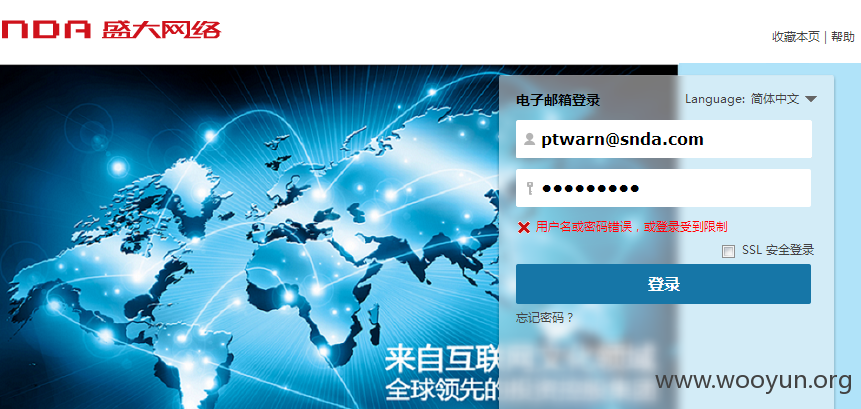 nDA 盛大网络
收藏本页 | 帮助
电子邮箱登录
Language: 简体中文
ptwarn@snda.com
●●●●●●●●●
用户名或密码错误，或登录受到限制
SSL 安全登录
登录
忘记密码？
来自互联
全球领先的
www.wooyun.org